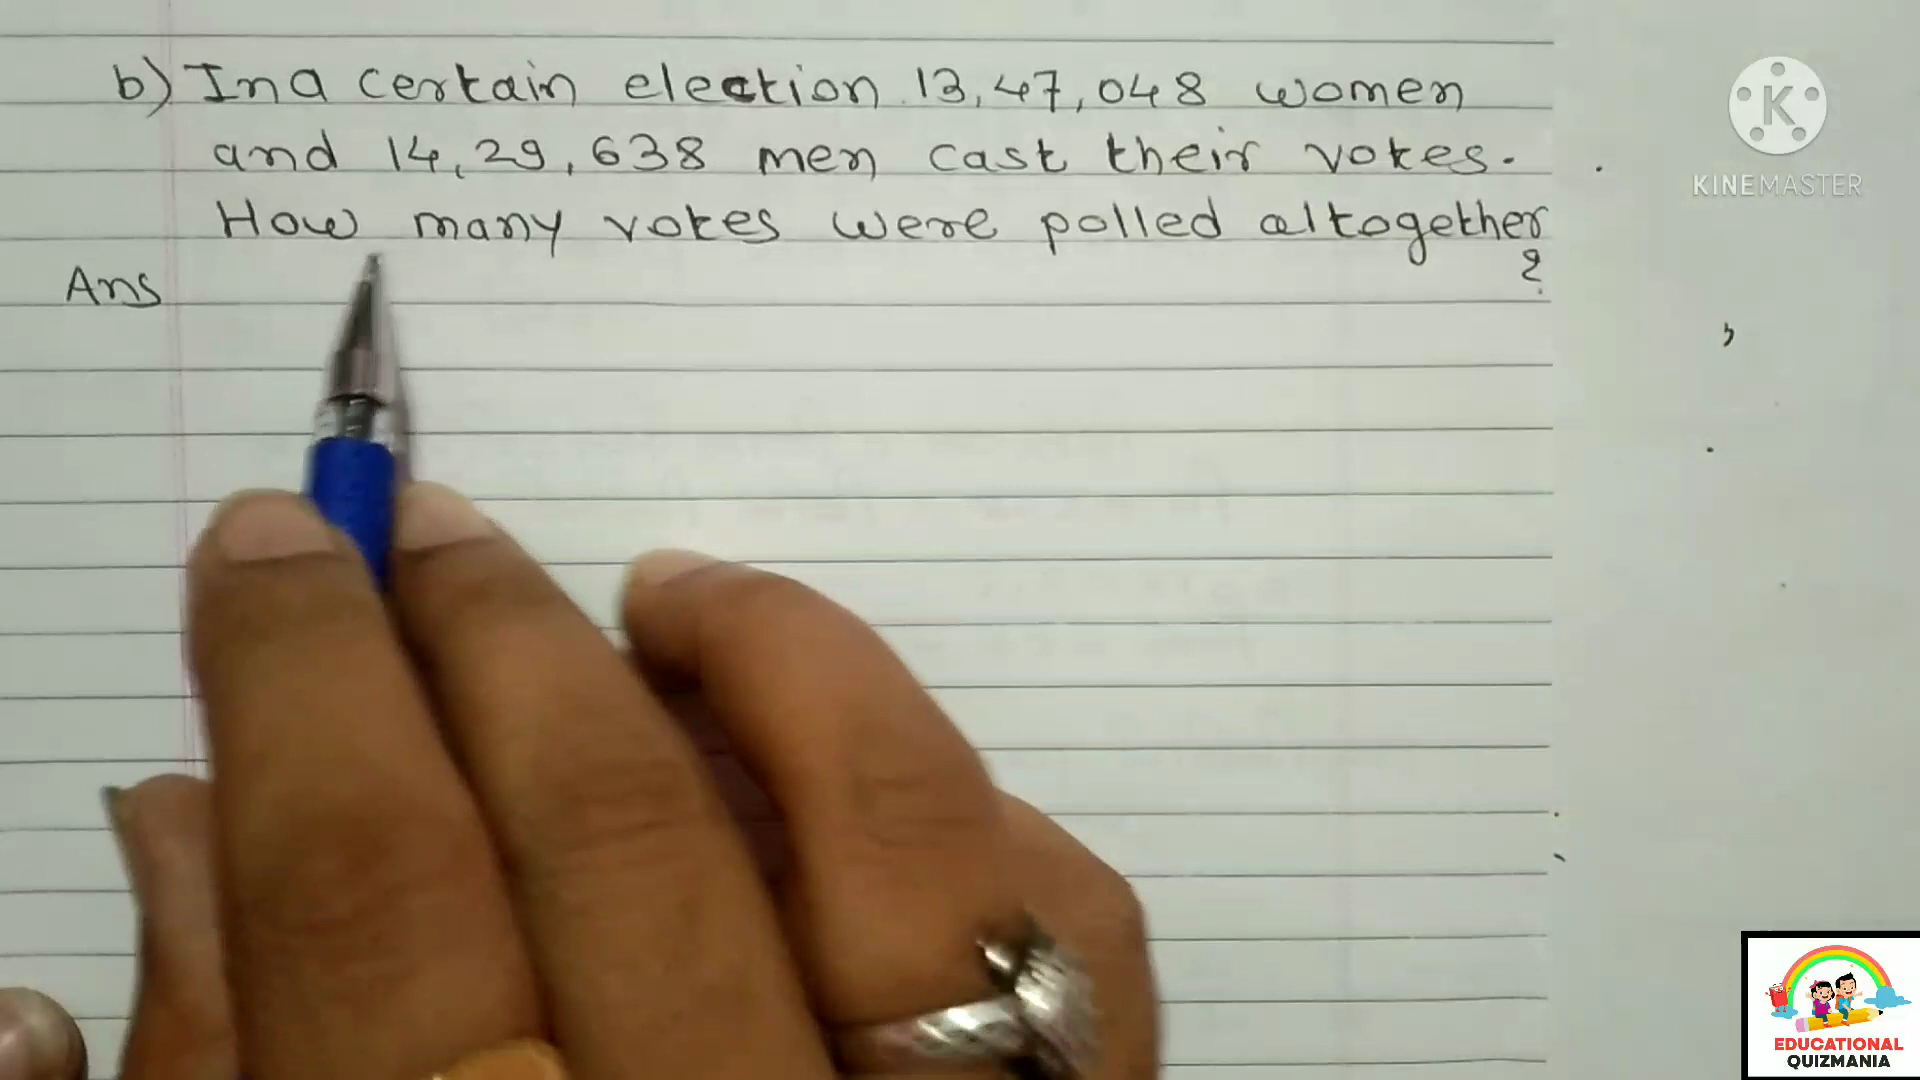 b) In a certain election 13,47,048 women
and 14,29,638 men cast their votes.
How many votes were polled altogether
?
Ans
K
KINEMASTER
EDUCATIONAL
QUIZMANIA